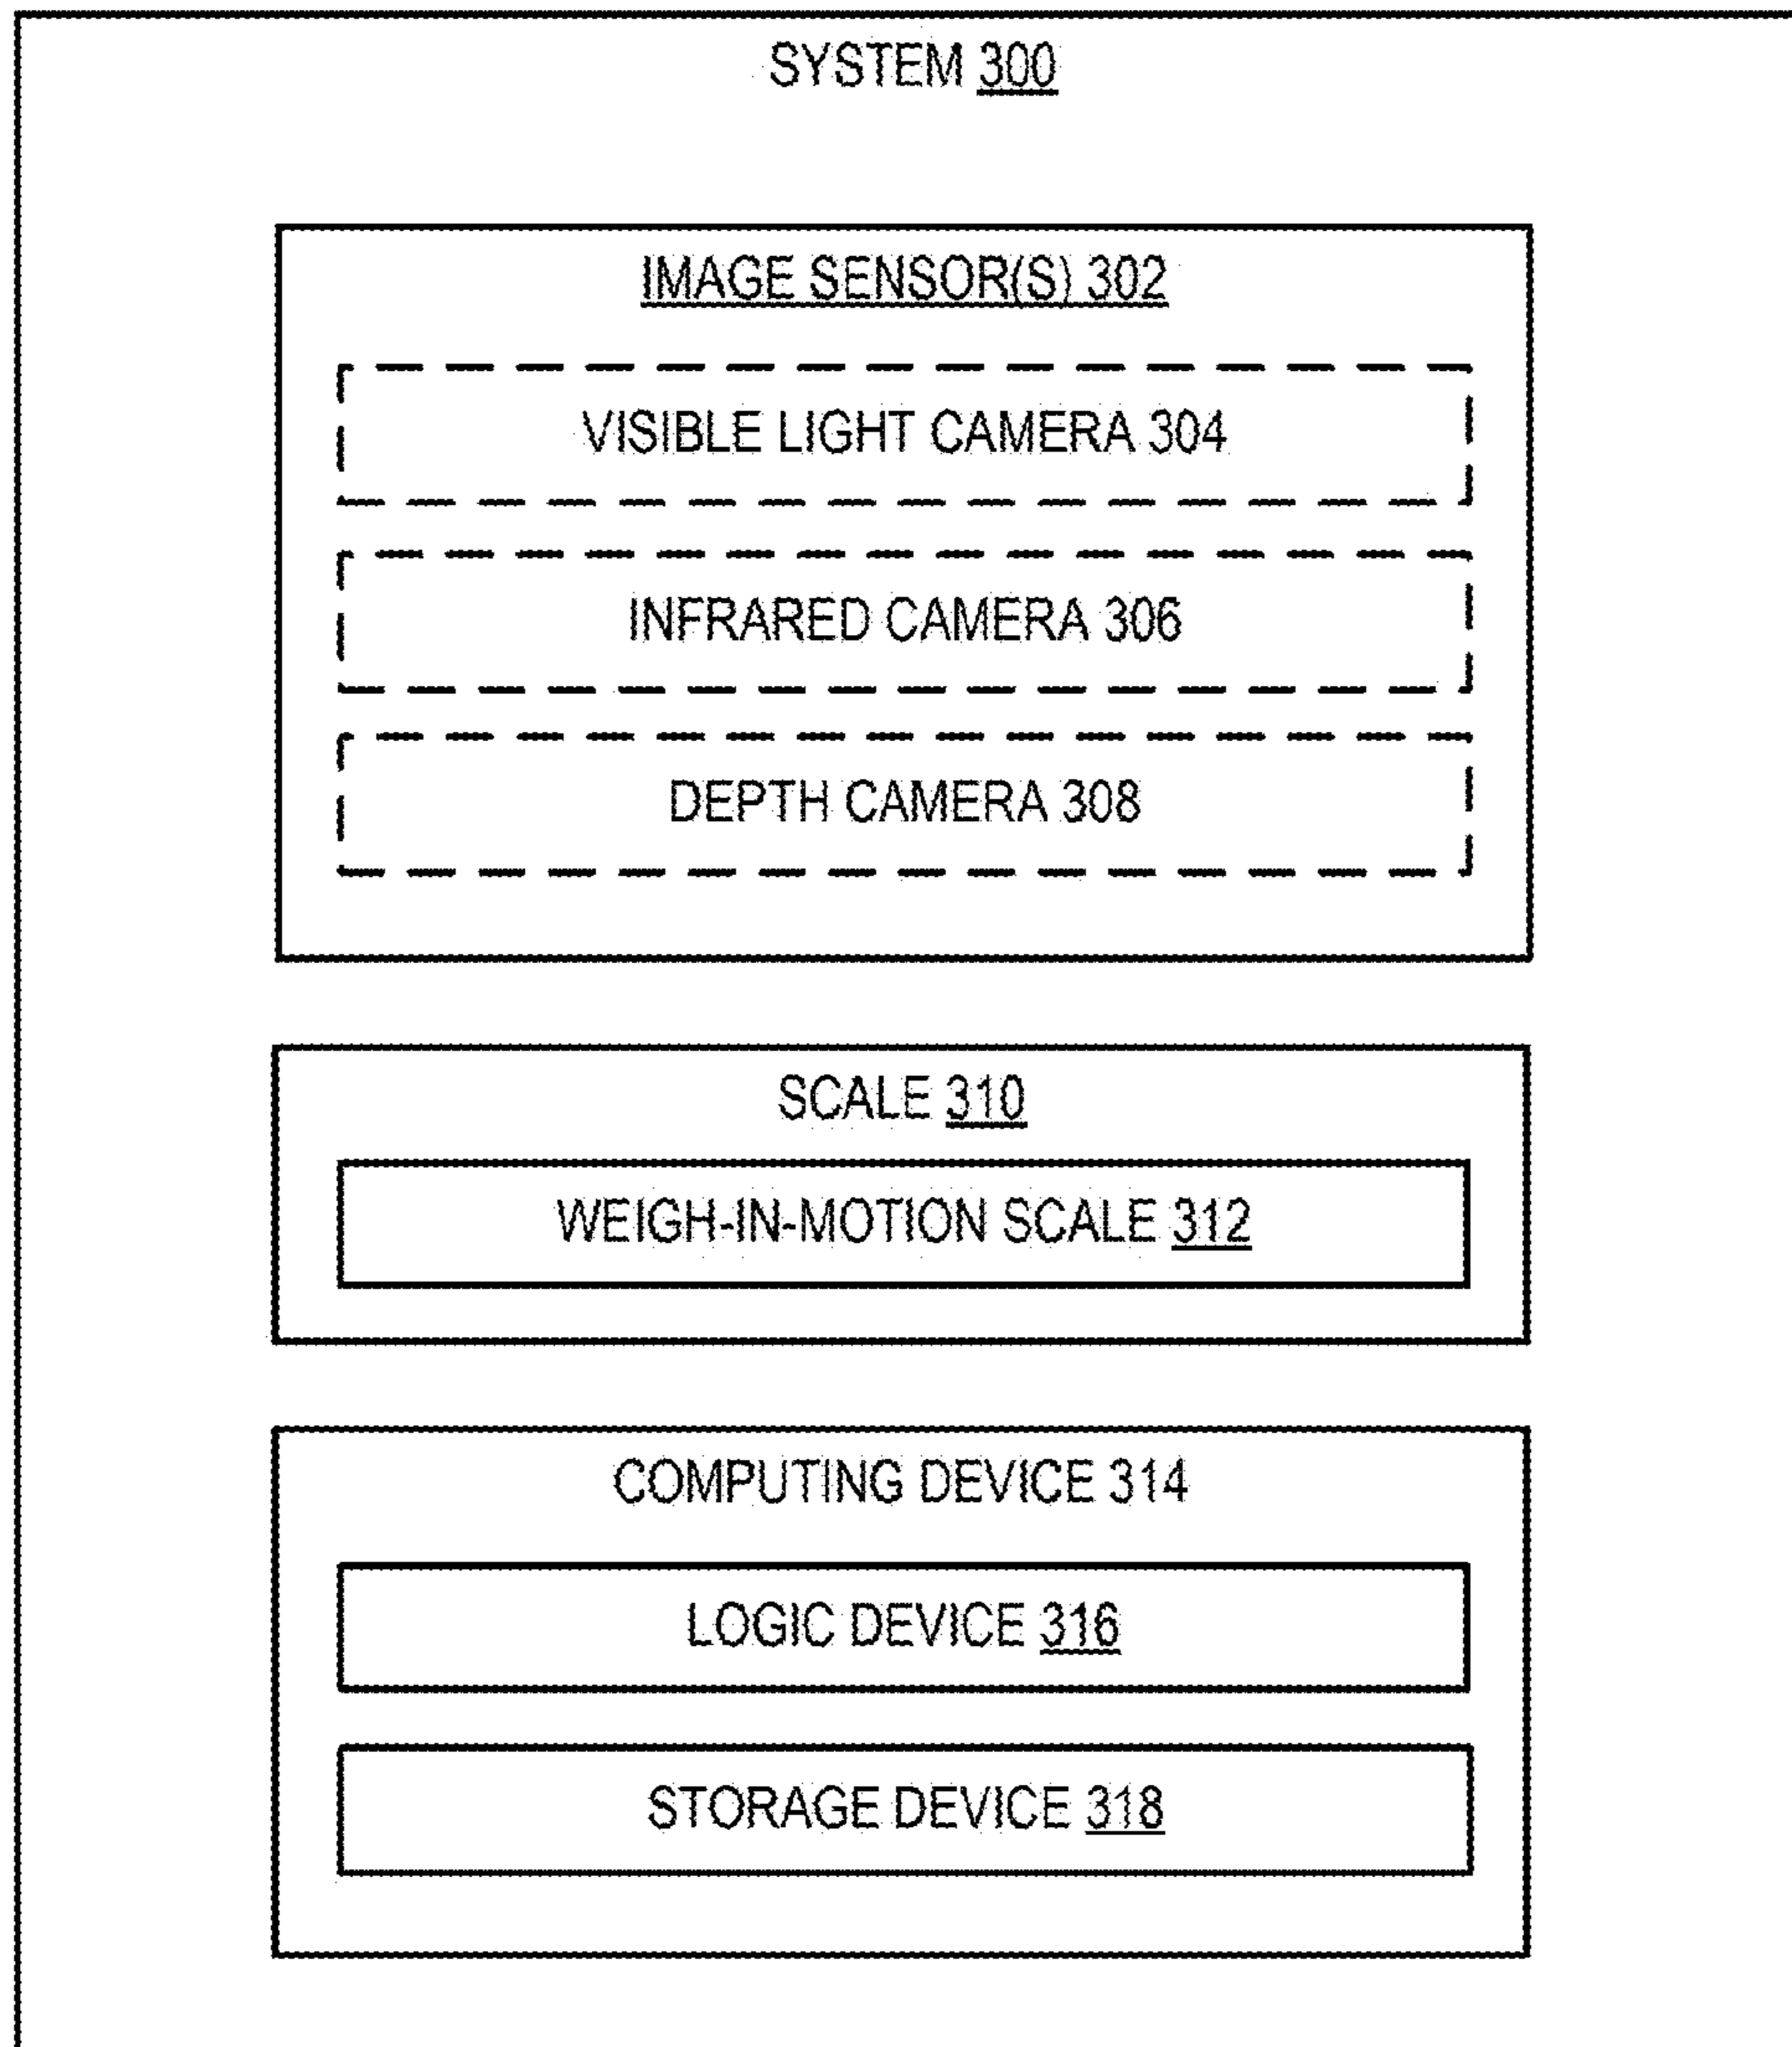 SYSTEM 300
IMAGE SENSOR(S) 302
VISIBLE LIGHT CAMERA 304
INFRARED CAMERA 306
DEPTH CAMERA 308
SCALE 310
WEIGH-IN-MOTION SCALE 312
COMPUTING DEVICE 314
LOGIC DEVICE 316
STORAGE DEVICE 318